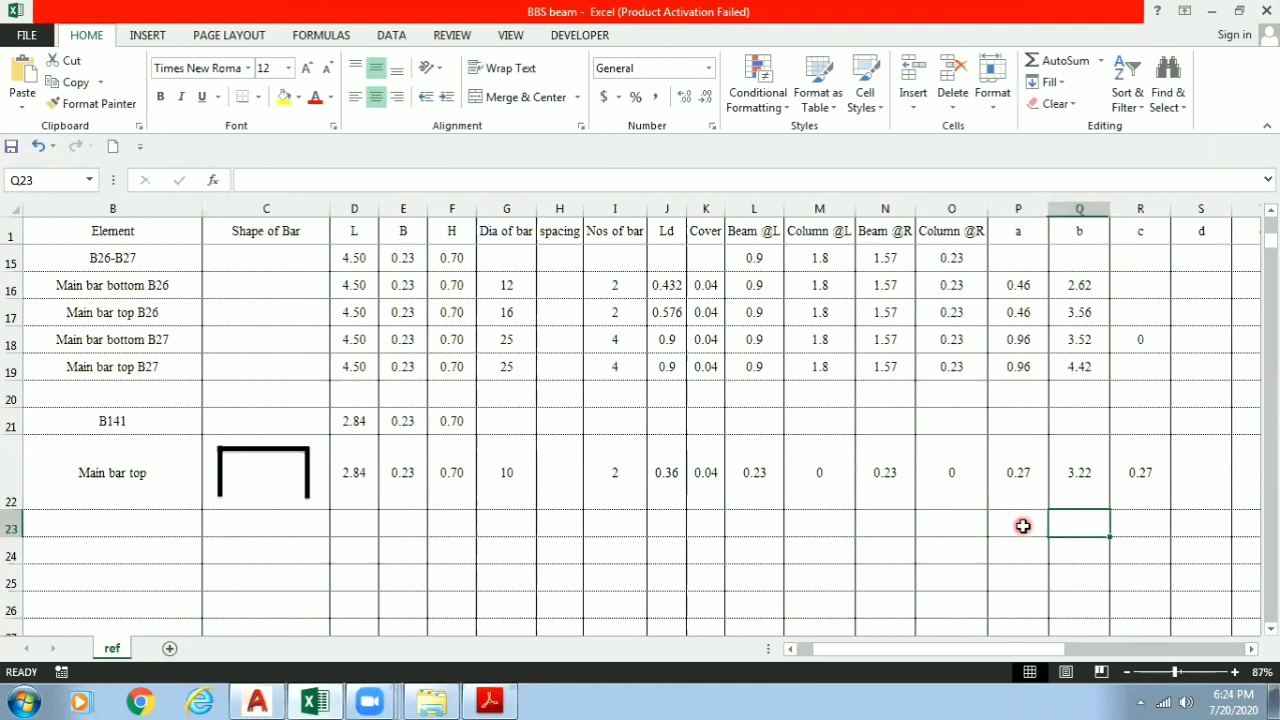 BBS beam - Excel (Product Activation Failed)
?
FILE HOME INSERT PAGE LAYOUT FORMULAS DATA REVIEW VIEW DEVELOPER Sign in
Paste Cut Copy Format Painter
Times New Roma 12
B I U A
Wrap Text
Merge & Center
General
$ % ,
Conditional Formatting Format as Table Cell Styles
Insert Delete Format
AutoSum Fill Clear
Sort & Filter Find & Select
Clipboard Font Alignment Number Styles Cells Editing
Q23 fx
B C D E F G H I J K L M N O P Q R S
1 Element Shape of Bar L B H Dia of bar spacing Nos of bar Ld Cover Beam @L Column @L Beam @R Column @R a b c d
15 B26-B27 4.50 0.23 0.70 0.9 1.8 1.57 0.23
16 Main bar bottom B26 4.50 0.23 0.70 12 2 0.432 0.04 0.9 1.8 1.57 0.23 0.46 2.62
17 Main bar top B26 4.50 0.23 0.70 16 2 0.576 0.04 0.9 1.8 1.57 0.23 0.46 3.56
18 Main bar bottom B27 4.50 0.23 0.70 25 4 0.9 0.04 0.9 1.8 1.57 0.23 0.96 3.52 0
19 Main bar top B27 4.50 0.23 0.70 25 4 0.9 0.04 0.9 1.8 1.57 0.23 0.96 4.42
20
21 B141 2.84 0.23 0.70
22 Main bar top 2.84 0.23 0.70 10 2 0.36 0.04 0.23 0 0.23 0 0.27 3.22 0.27
23
24
25
26
ref
READY 87%
6:24 PM
7/20/2020